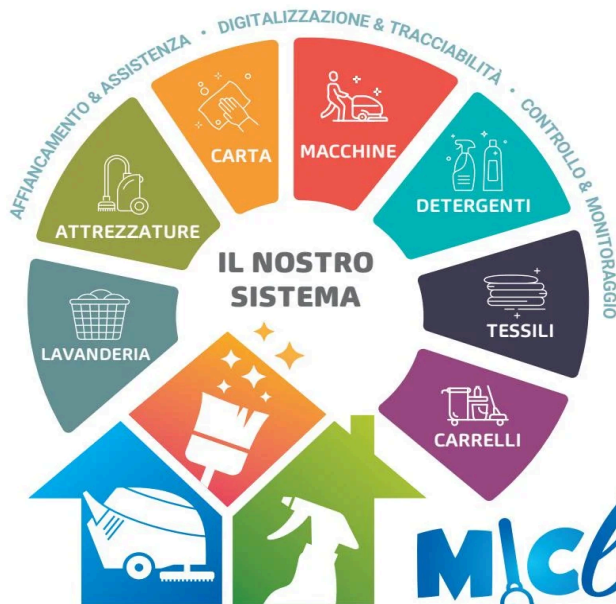 AFFIANCAMENTO & ASSISTENZA • DIGITALIZZAZIONE & TRACCIABILITÀ • CONTROLLO & MONITORAGGIO
CARTA
MACCHINE
ATTREZZATURE
DETERGENTI
IL NOSTRO
SISTEMA
LAVANDERIA
TESSILI
CARRELLI